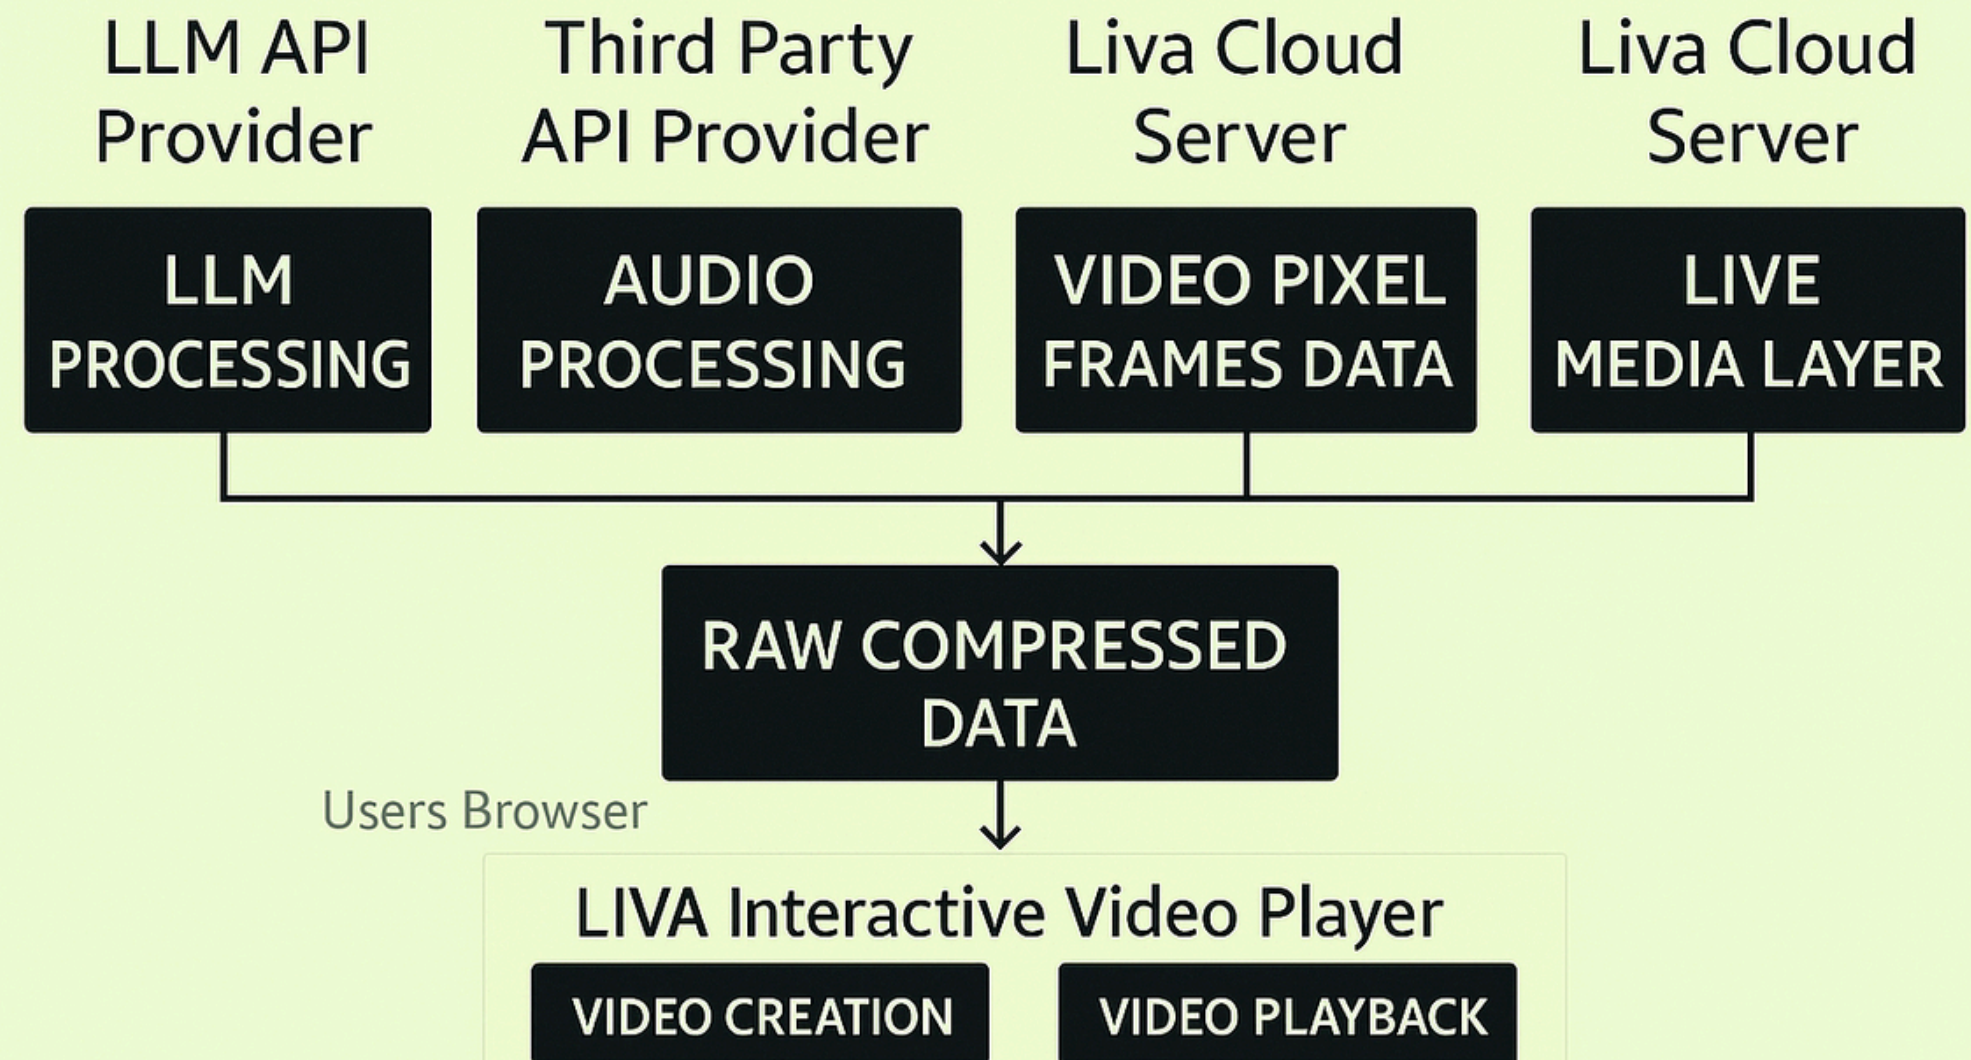 LLM API
Provider
Third Party
API Provider
Liva Cloud
Server
Liva Cloud
Server
LLM
PROCESSING
AUDIO
PROCESSING
VIDEO PIXEL
FRAMES DATA
LIVE
MEDIA LAYER
RAW COMPRESSED
DATA
Users Browser
LIVA Interactive Video Player
VIDEO CREATION
VIDEO PLAYBACK